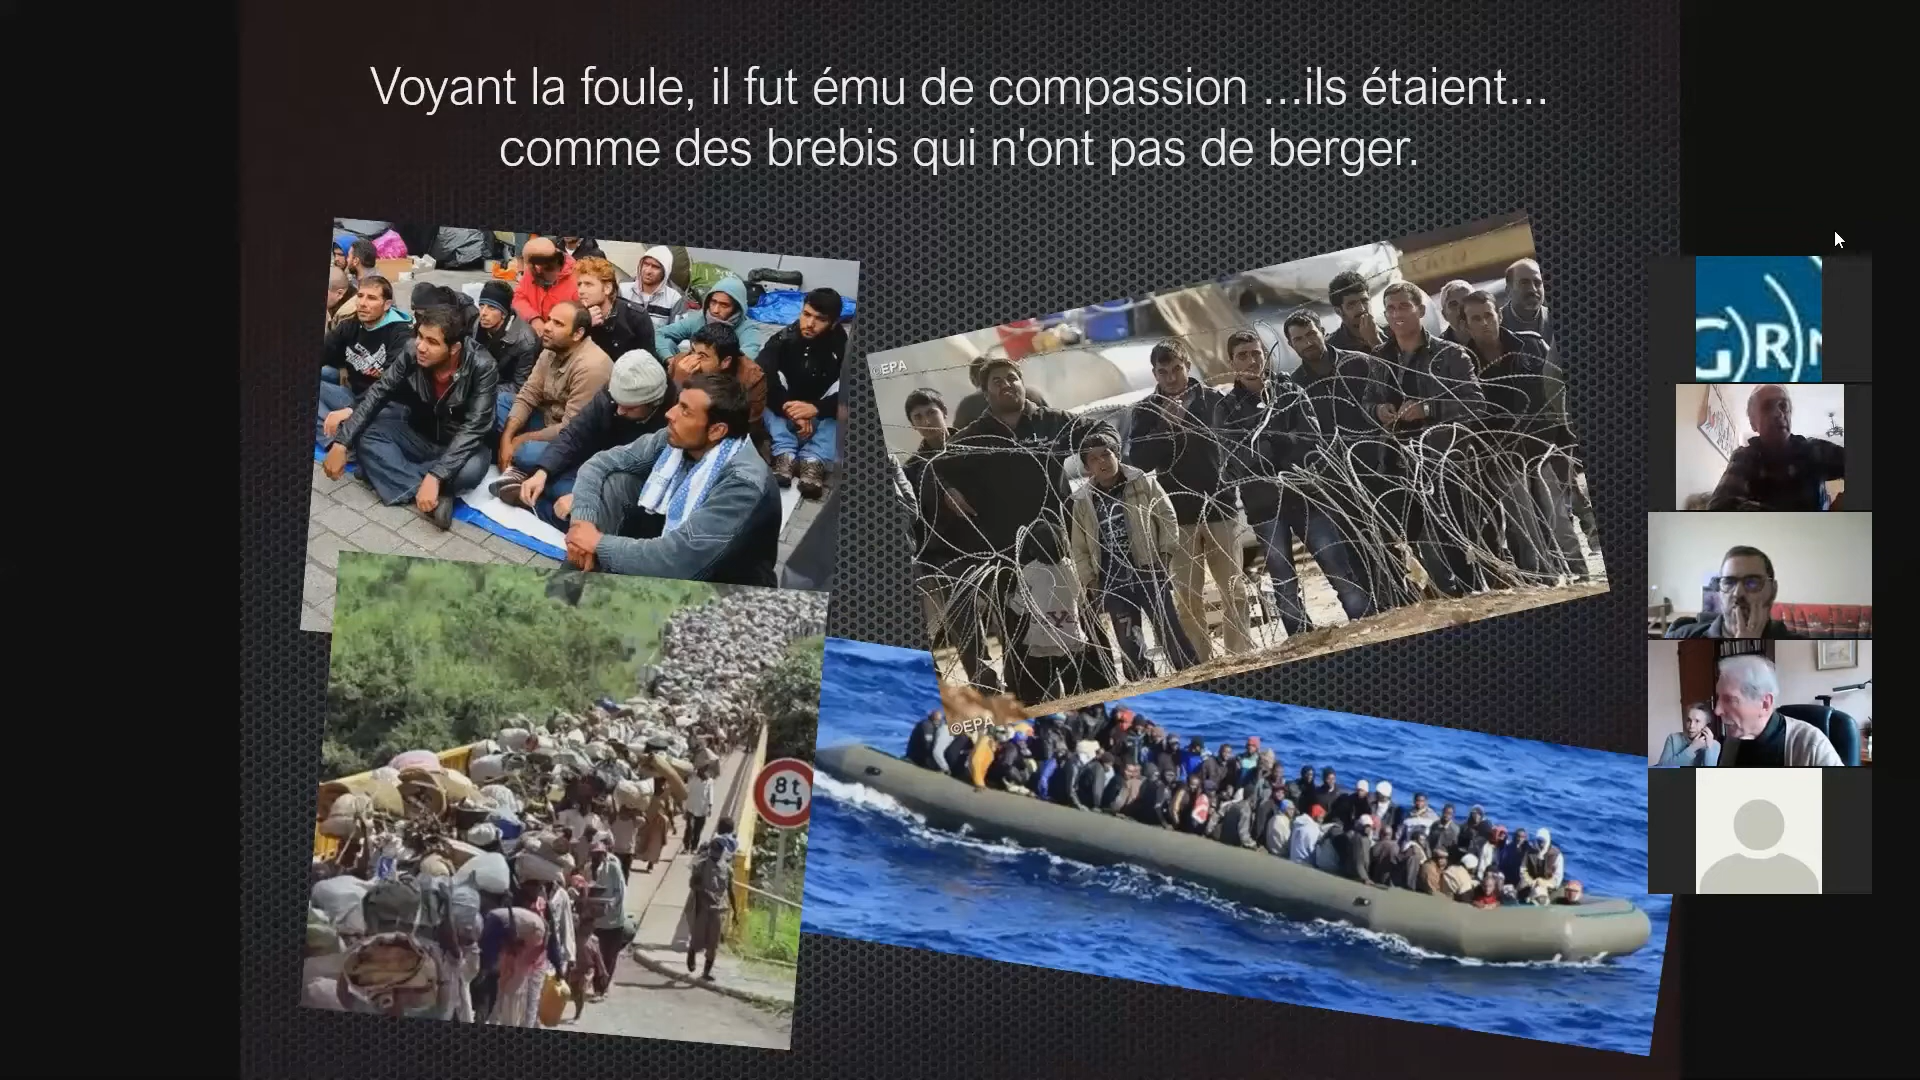 Voyant la foule, il fut ému de compassion ...ils étaient...
comme des brebis qui n'ont pas de berger.
©EPA
G)R)N
©EPA
8t